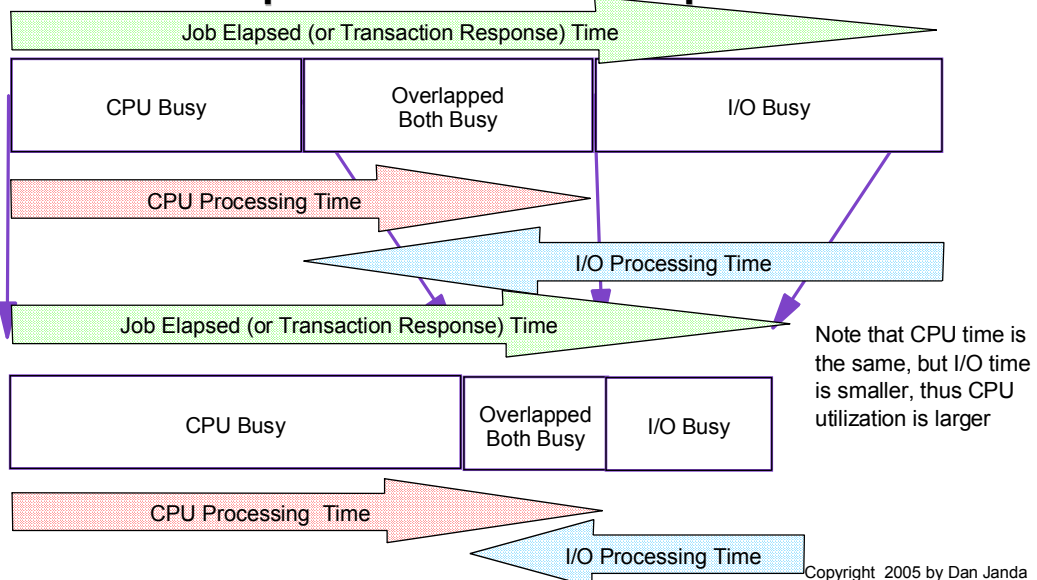 Job Elapsed (or Transaction Response) Time
CPU Busy
Overlapped
Both Busy
I/O Busy
CPU Processing Time
I/O Processing Time
Job Elapsed (or Transaction Response) Time
Note that CPU time is
the same, but I/O time
is smaller, thus CPU
utilization is larger
CPU Busy
Overlapped
Both Busy
I/O Busy
CPU Processing Time
I/O Processing Time
Copyright 2005 by Dan Janda